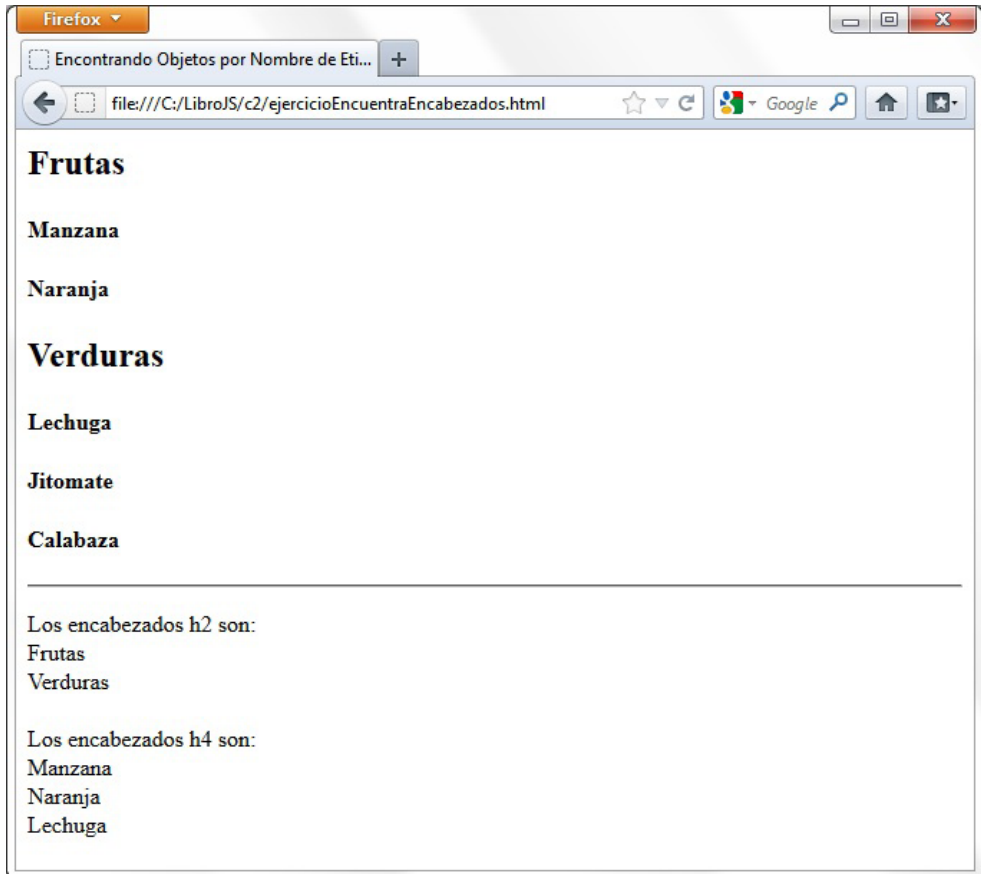 Firefox
Encontrando Objetos por Nombre de Eti...
file:///C:/LibroJS/c2/ejercicioEncuentraEncabezados.html
Google
Frutas
Manzana
Naranja
Verduras
Lechuga
Jitomate
Calabaza
Los encabezados h2 son:
Frutas
Verduras
Los encabezados h4 son:
Manzana
Naranja
Lechuga